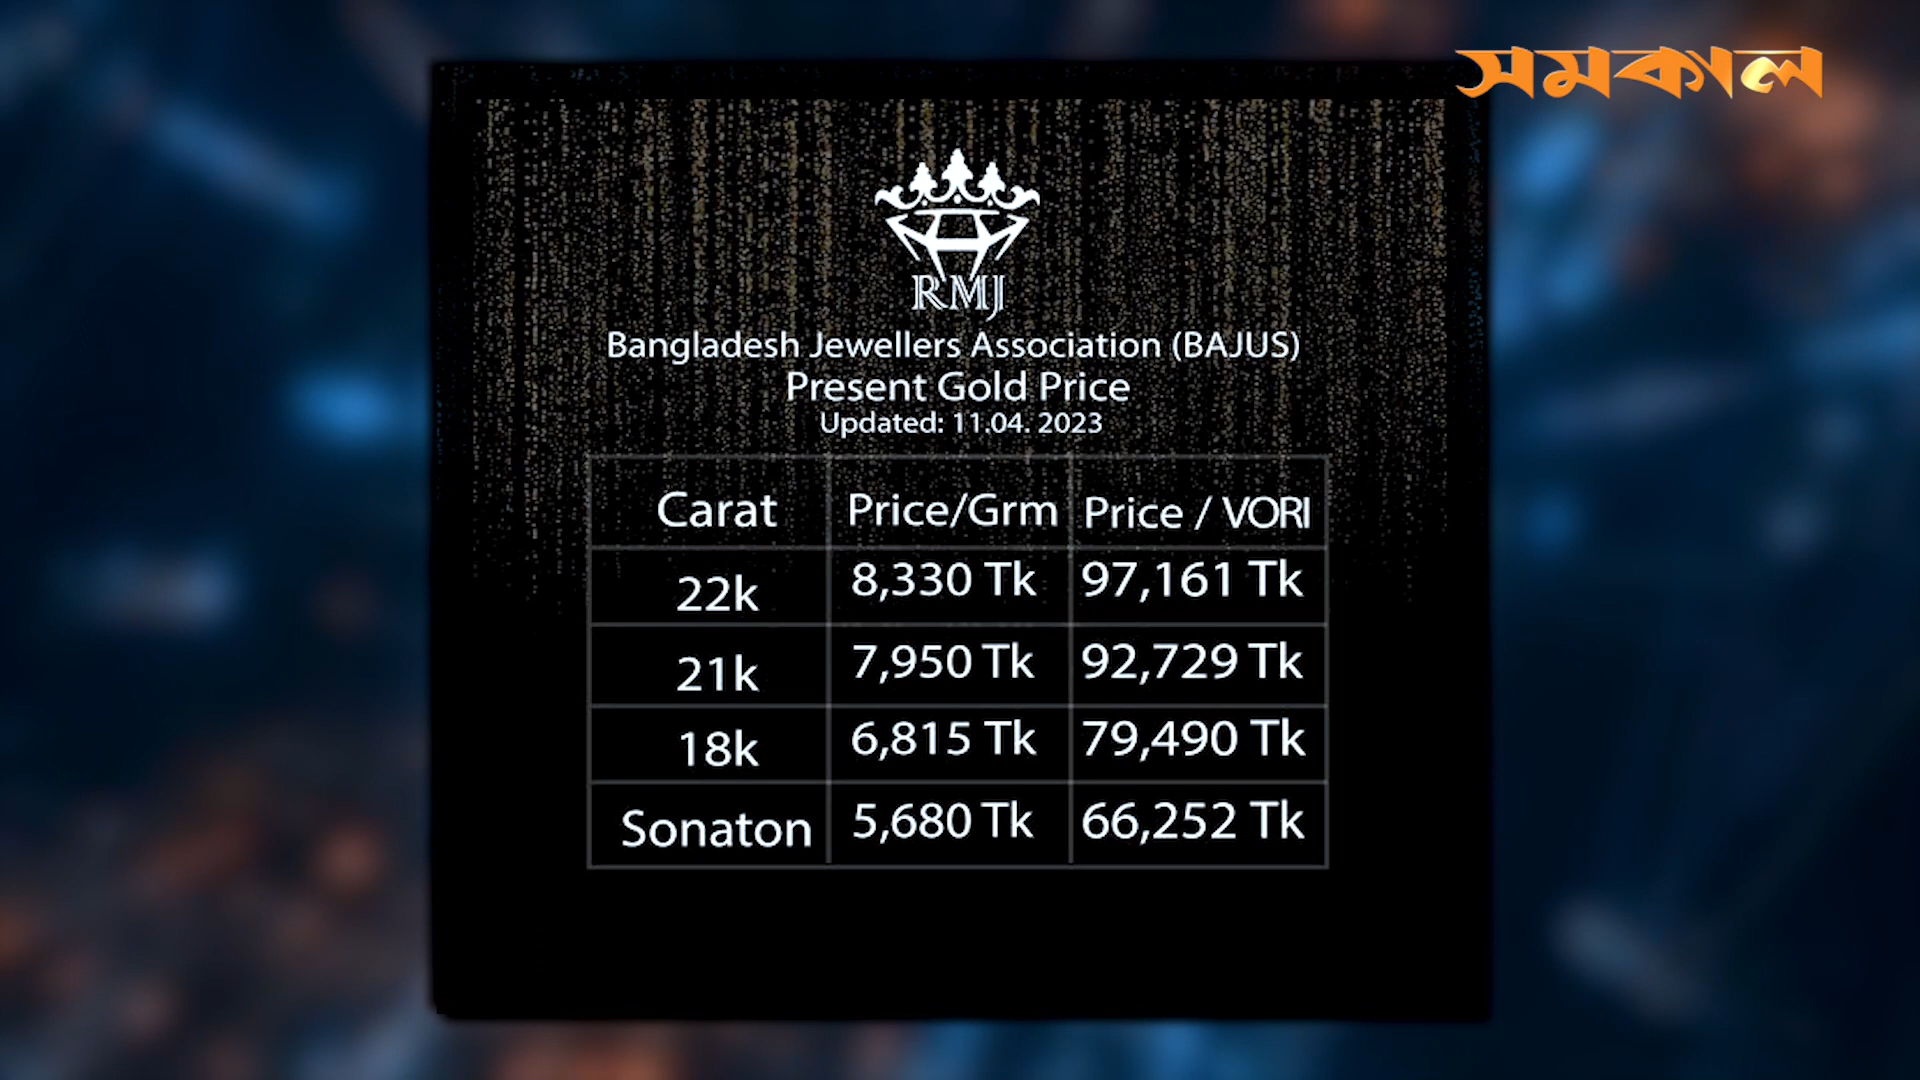 সমকাল
RMJ
Bangladesh Jewellers Association (BAJUS)
Present Gold Price
Updated: 11.04. 2023
Carat Price/Grm Price / VORI
22k 8,330 Tk 97,161 Tk
21k 7,950 Tk 92,729 Tk
18k 6,815 Tk 79,490 Tk
Sonaton 5,680 Tk 66,252 Tk